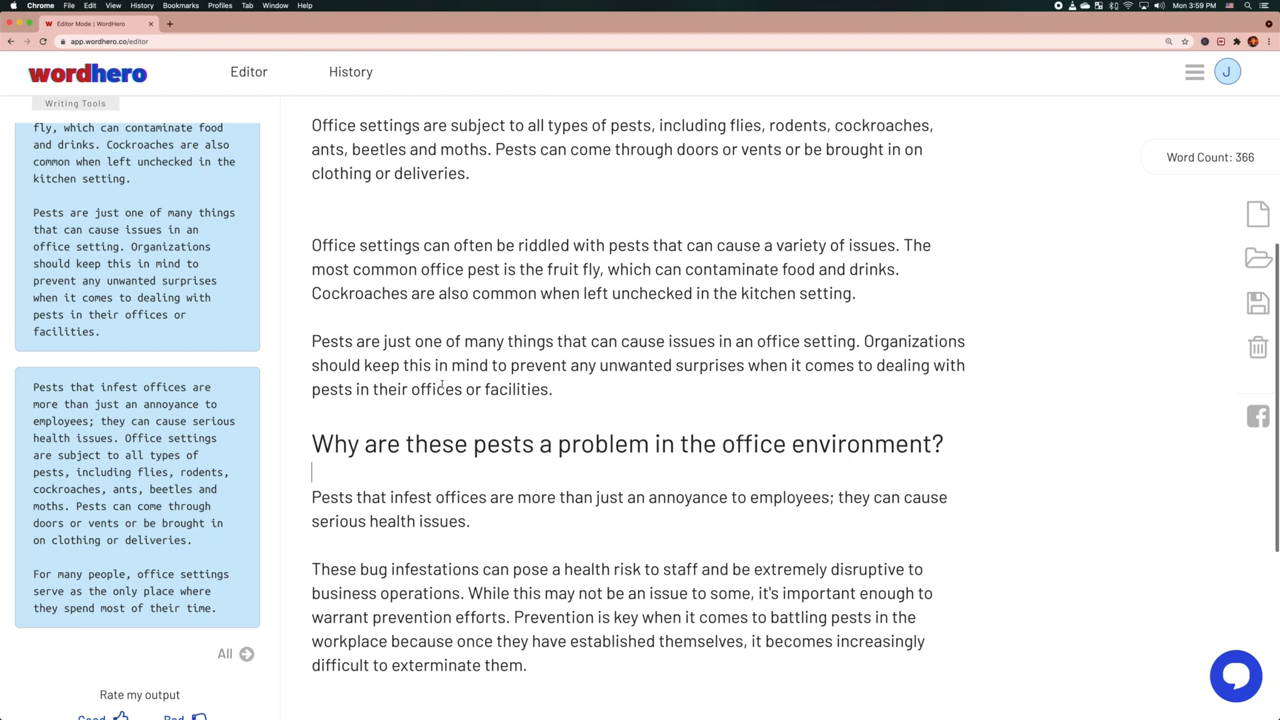 Chrome File Edit View History Bookmarks Profiles Tab Window Help
Mon 3:59 PM
Editor Mode | WordHero
app.wordhero.co/editor
wordhero
Editor
History
J
Writing Tools
fly, which can contaminate food
and drinks. Cockroaches are also
common when left unchecked in the
kitchen setting.
Pests are just one of many things
that can cause issues in an
office setting. Organizations
should keep this in mind to
prevent any unwanted surprises
when it comes to dealing with
pests in their offices or
facilities.
Pests that infest offices are
more than just an annoyance to
employees; they can cause serious
health issues. Office settings
are subject to all types of
pests, including flies, rodents,
cockroaches, ants, beetles and
moths. Pests can come through
doors or vents or be brought in
on clothing or deliveries.
For many people, office settings
serve as the only place where
they spend most of their time.
All
Rate my output
Good
Bad
Office settings are subject to all types of pests, including flies, rodents, cockroaches,
ants, beetles and moths. Pests can come through doors or vents or be brought in on
clothing or deliveries.
Office settings can often be riddled with pests that can cause a variety of issues. The
most common office pest is the fruit fly, which can contaminate food and drinks.
Cockroaches are also common when left unchecked in the kitchen setting.
Pests are just one of many things that can cause issues in an office setting. Organizations
should keep this in mind to prevent any unwanted surprises when it comes to dealing with
pests in their offices or facilities.
Why are these pests a problem in the office environment?
Pests that infest offices are more than just an annoyance to employees; they can cause
serious health issues.
These bug infestations can pose a health risk to staff and be extremely disruptive to
business operations. While this may not be an issue to some, it's important enough to
warrant prevention efforts. Prevention is key when it comes to battling pests in the
workplace because once they have established themselves, it becomes increasingly
difficult to exterminate them.
Word Count: 366